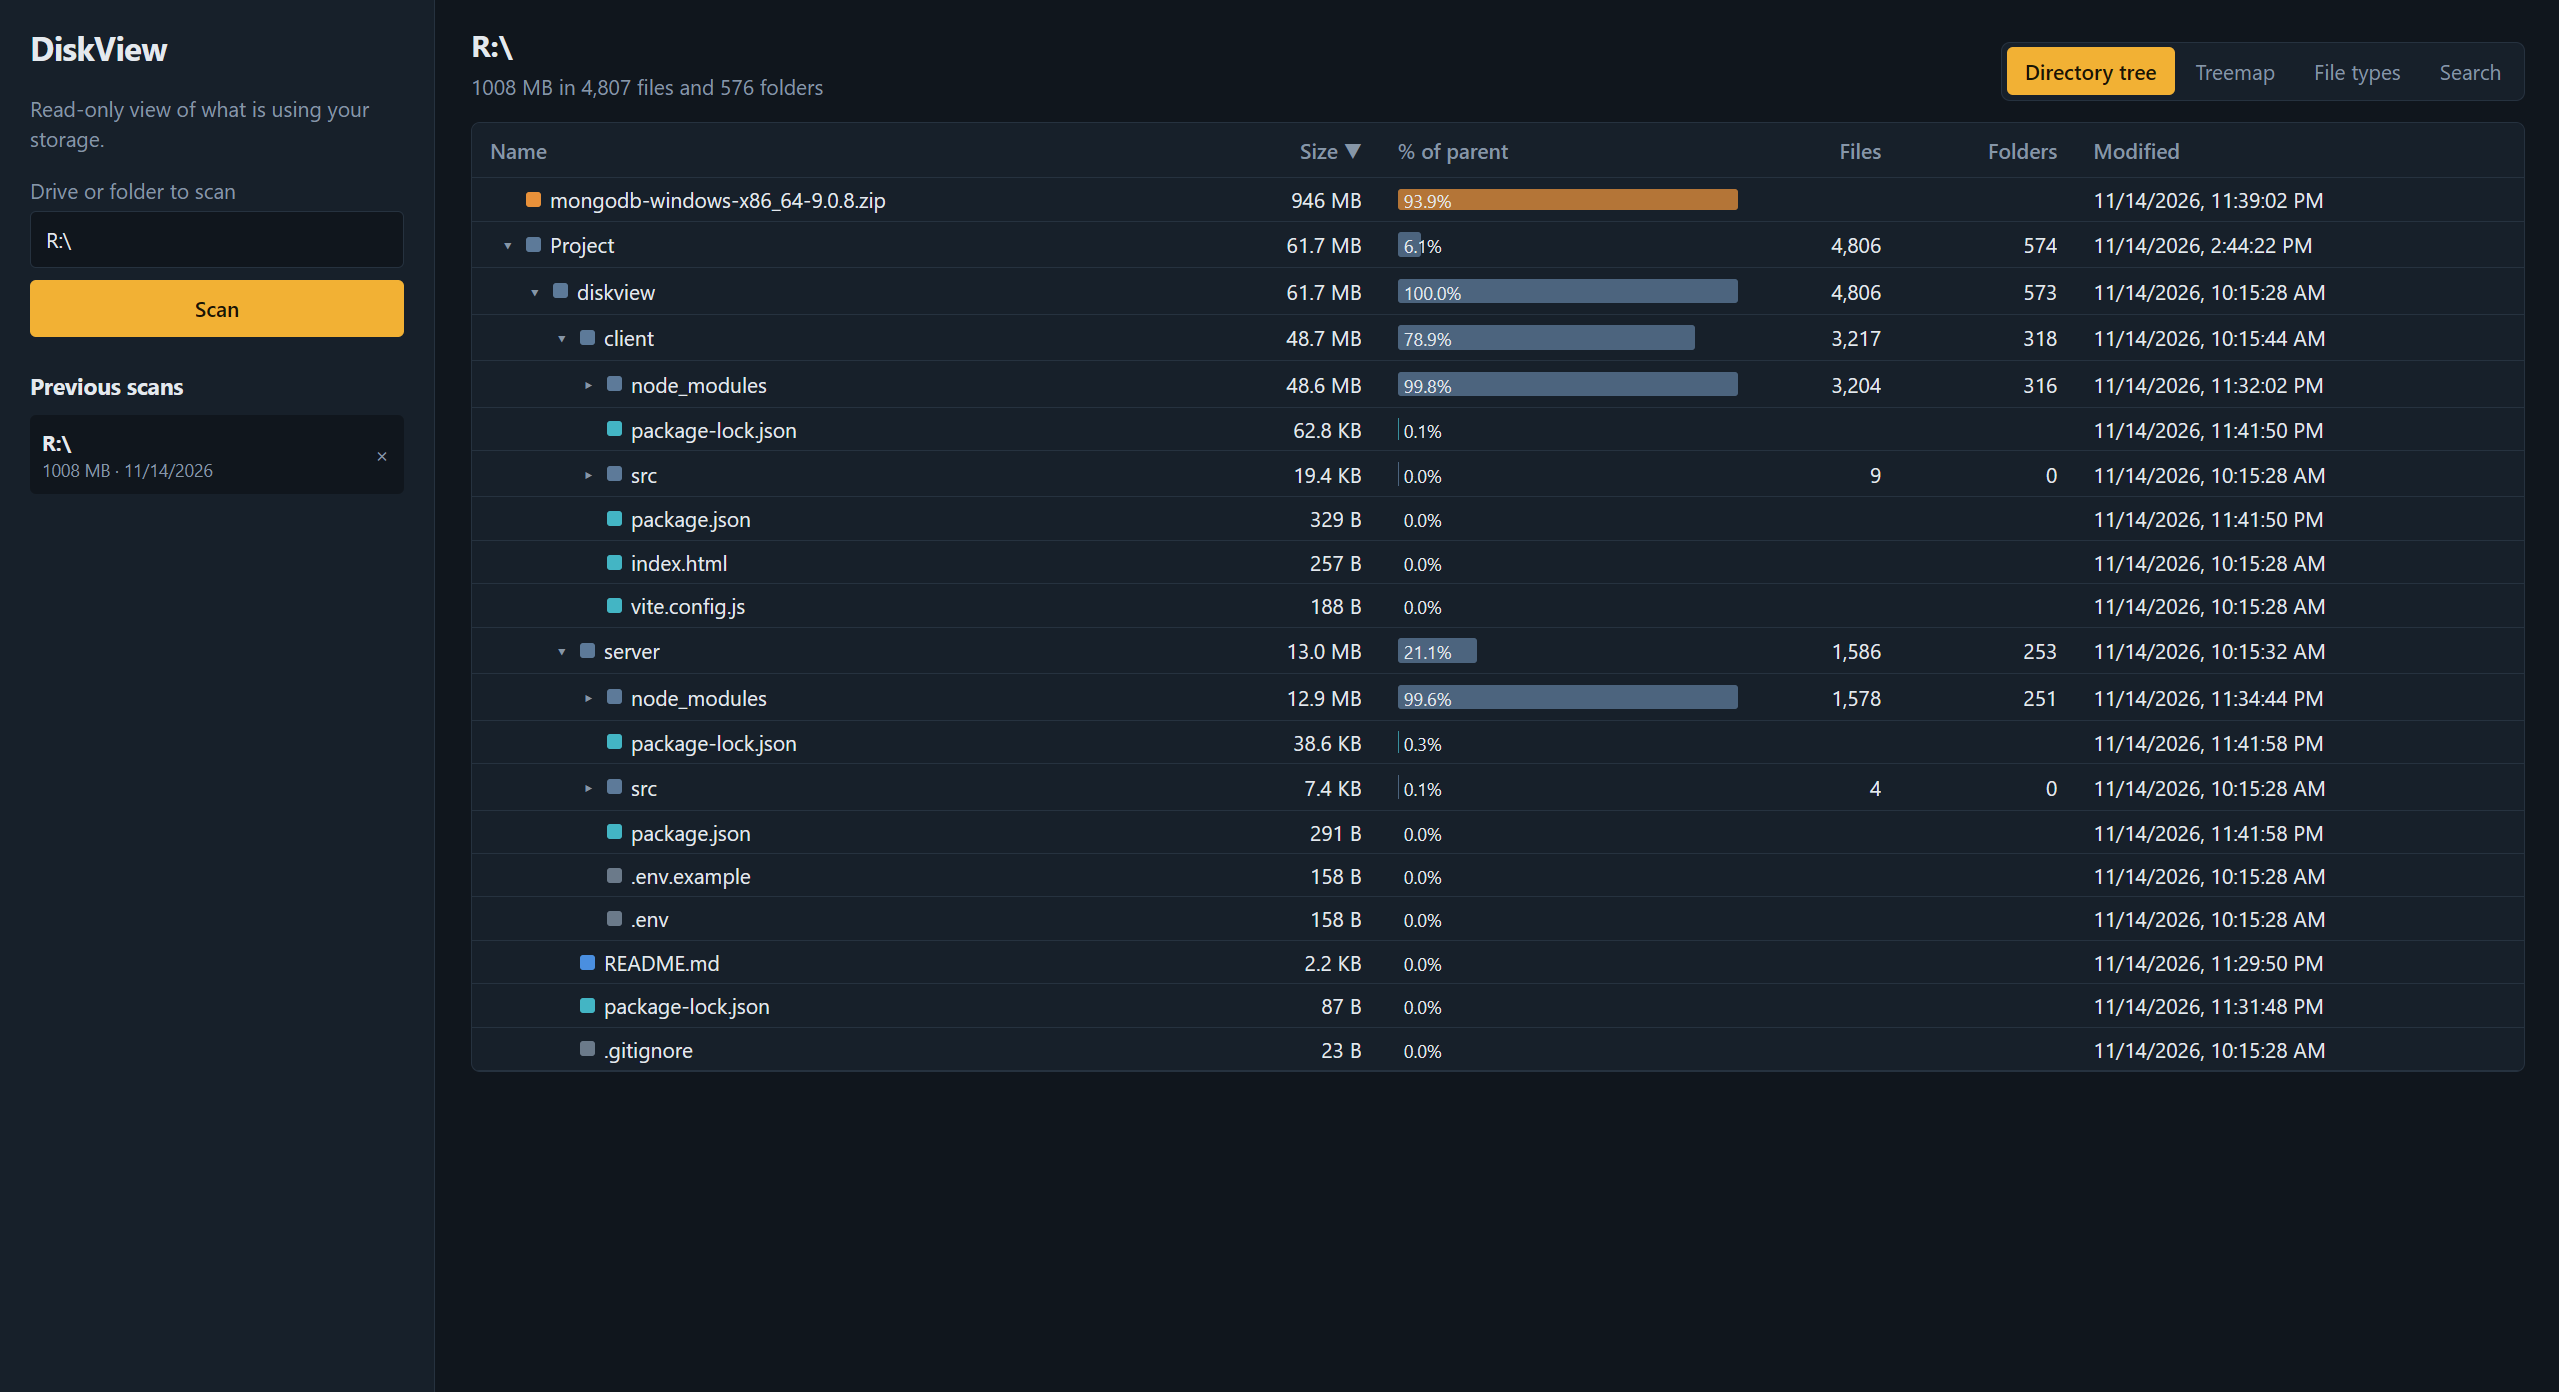 DiskView
Read-only view of what is using your
storage.
Drive or folder to scan
R:\
Scan
Previous scans
R:\
1008 MB · 11/14/2026
×
R:\
1008 MB in 4,807 files and 576 folders
Directory tree Treemap File types Search
Name Size ▼ % of parent Files Folders Modified
mongodb-windows-x86_64-9.0.8.zip 946 MB 93.9% 11/14/2026, 11:39:02 PM
▾ Project 61.7 MB 6.1% 4,806 574 11/14/2026, 2:44:22 PM
▾ diskview 61.7 MB 100.0% 4,806 573 11/14/2026, 10:15:28 AM
▾ client 48.7 MB 78.9% 3,217 318 11/14/2026, 10:15:44 AM
▸ node_modules 48.6 MB 99.8% 3,204 316 11/14/2026, 11:32:02 PM
package-lock.json 62.8 KB 0.1% 11/14/2026, 11:41:50 PM
▸ src 19.4 KB 0.0% 9 0 11/14/2026, 10:15:28 AM
package.json 329 B 0.0% 11/14/2026, 11:41:50 PM
index.html 257 B 0.0% 11/14/2026, 10:15:28 AM
vite.config.js 188 B 0.0% 11/14/2026, 10:15:28 AM
▾ server 13.0 MB 21.1% 1,586 253 11/14/2026, 10:15:32 AM
▸ node_modules 12.9 MB 99.6% 1,578 251 11/14/2026, 11:34:44 PM
package-lock.json 38.6 KB 0.3% 11/14/2026, 11:41:58 PM
▸ src 7.4 KB 0.1% 4 0 11/14/2026, 10:15:28 AM
package.json 291 B 0.0% 11/14/2026, 11:41:58 PM
.env.example 158 B 0.0% 11/14/2026, 10:15:28 AM
.env 158 B 0.0% 11/14/2026, 10:15:28 AM
README.md 2.2 KB 0.0% 11/14/2026, 11:29:50 PM
package-lock.json 87 B 0.0% 11/14/2026, 11:31:48 PM
.gitignore 23 B 0.0% 11/14/2026, 10:15:28 AM